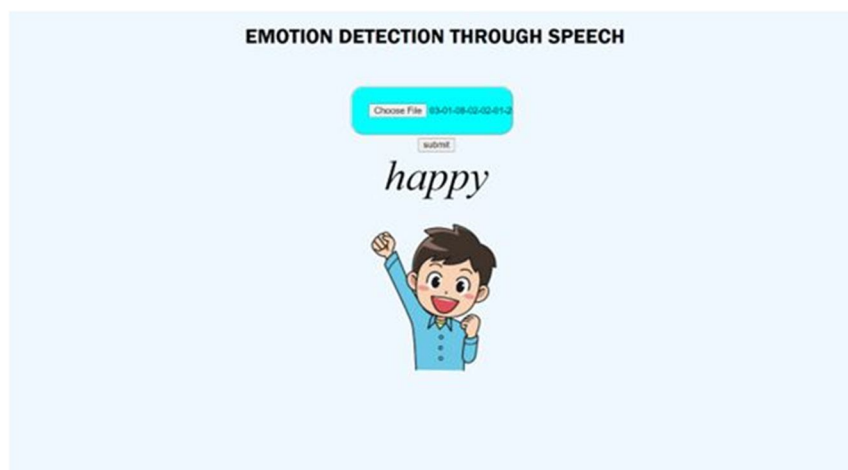 EMOTION DETECTION THROUGH SPEECH
Choose File 03-01-08-02-02-01-2
submit
happy